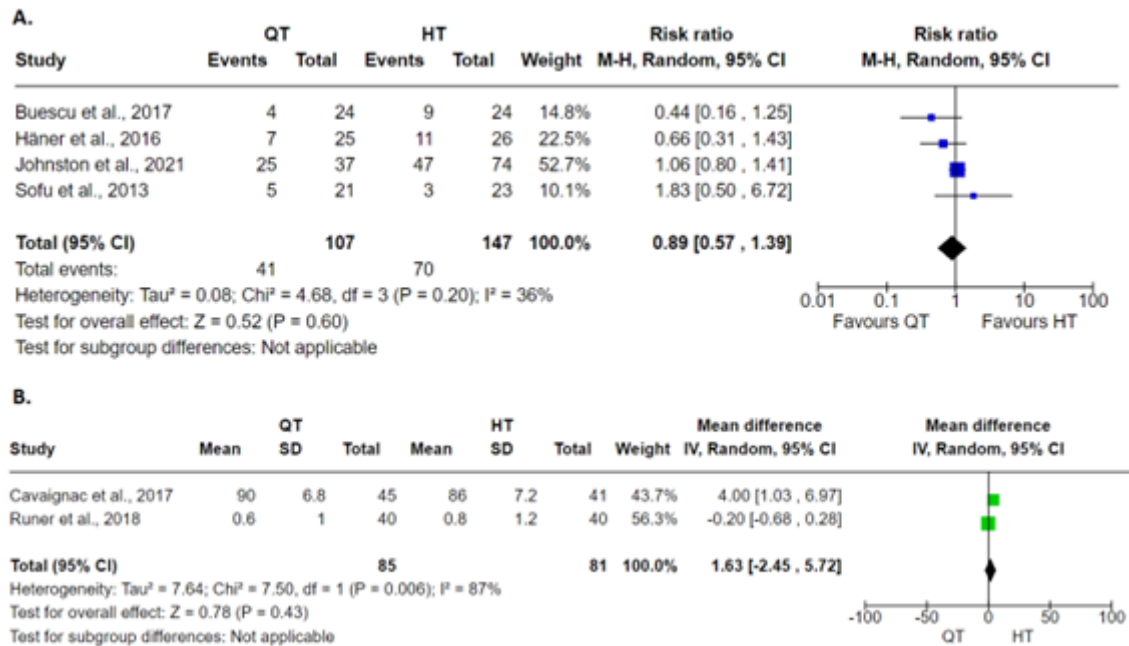 A.
QT HT Risk ratio Risk ratio
Study Events Total Events Total Weight M-H, Random, 95% CI M-H, Random, 95% CI
Buescu et al., 2017 4 24 9 24 14.8% 0.44 [0.16 , 1.25]
Häner et al., 2016 7 25 11 26 22.5% 0.66 [0.31 , 1.43]
Johnston et al., 2021 25 37 47 74 52.7% 1.06 [0.80 , 1.41]
Sofu et al., 2013 5 21 3 23 10.1% 1.83 [0.50 , 6.72]
Total (95% CI) 107 147 100.0% 0.89 [0.57 , 1.39]
Total events: 41 70
Heterogeneity: Tau² = 0.08; Chi² = 4.68, df = 3 (P = 0.20); I² = 36%
0.01 0.1 1 10 100
Test for overall effect: Z = 0.52 (P = 0.60)
Favours QT Favours HT
Test for subgroup differences: Not applicable
B.
QT HT Mean difference Mean difference
Study Mean SD Total Mean SD Total Weight IV, Random, 95% CI IV, Random, 95% CI
Cavaignac et al., 2017 90 6.8 45 86 7.2 41 43.7% 4.00 [1.03 , 6.97]
Runer et al., 2018 0.6 1 40 0.8 1.2 40 56.3% -0.20 [-0.68 , 0.28]
Total (95% CI) 85 81 100.0% 1.63 [-2.45 , 5.72]
Heterogeneity: Tau² = 7.64; Chi² = 7.50, df = 1 (P = 0.006); I² = 87%
Test for overall effect: Z = 0.78 (P = 0.43)
-100 -50 0 50 100
Test for subgroup differences: Not applicable
QT HT